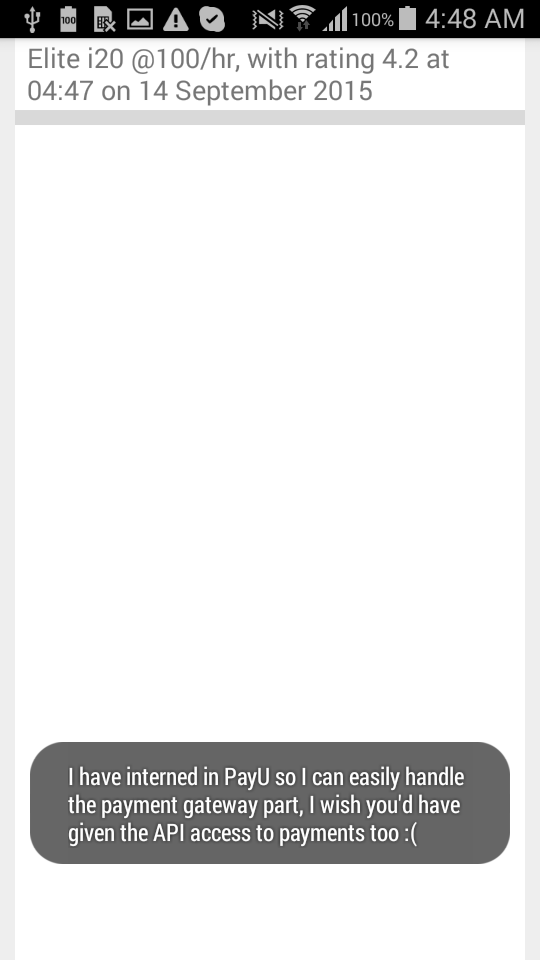 100
100%
4:48 AM
Elite i20 @100/hr, with rating 4.2 at
04:47 on 14 September 2015
I have interned in PayU so I can easily handle
the payment gateway part, I wish you'd have
given the API access to payments too :(